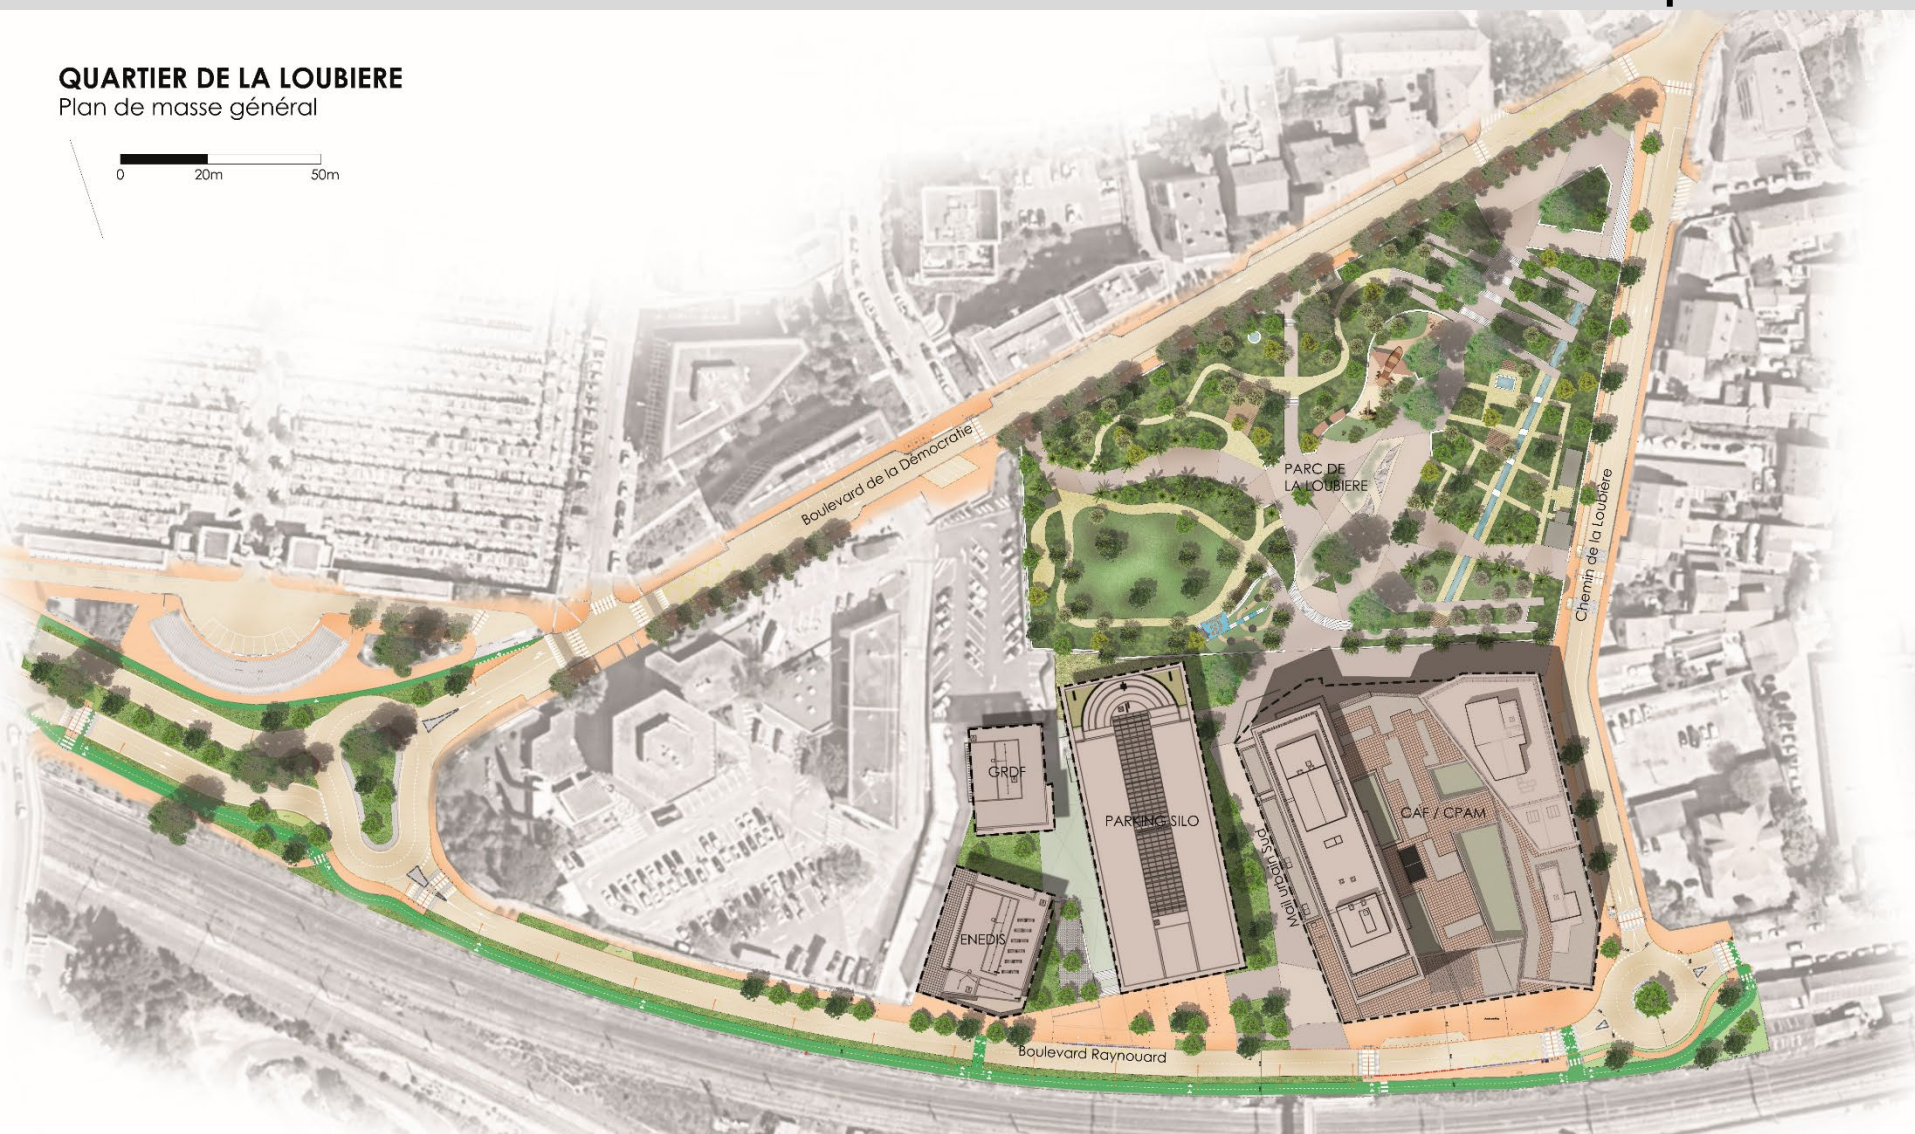 QUARTIER DE LA LOUBIERE
Plan de masse général
0 20m 50m
Boulevard de la Démocratie
PARC DE
LA LOUBIERE
Chemin de la Loubière
GRDF
PARKING SILO
CAF / CPAM
Mail urbain Sud
ENEDIS
Boulevard Raynouard